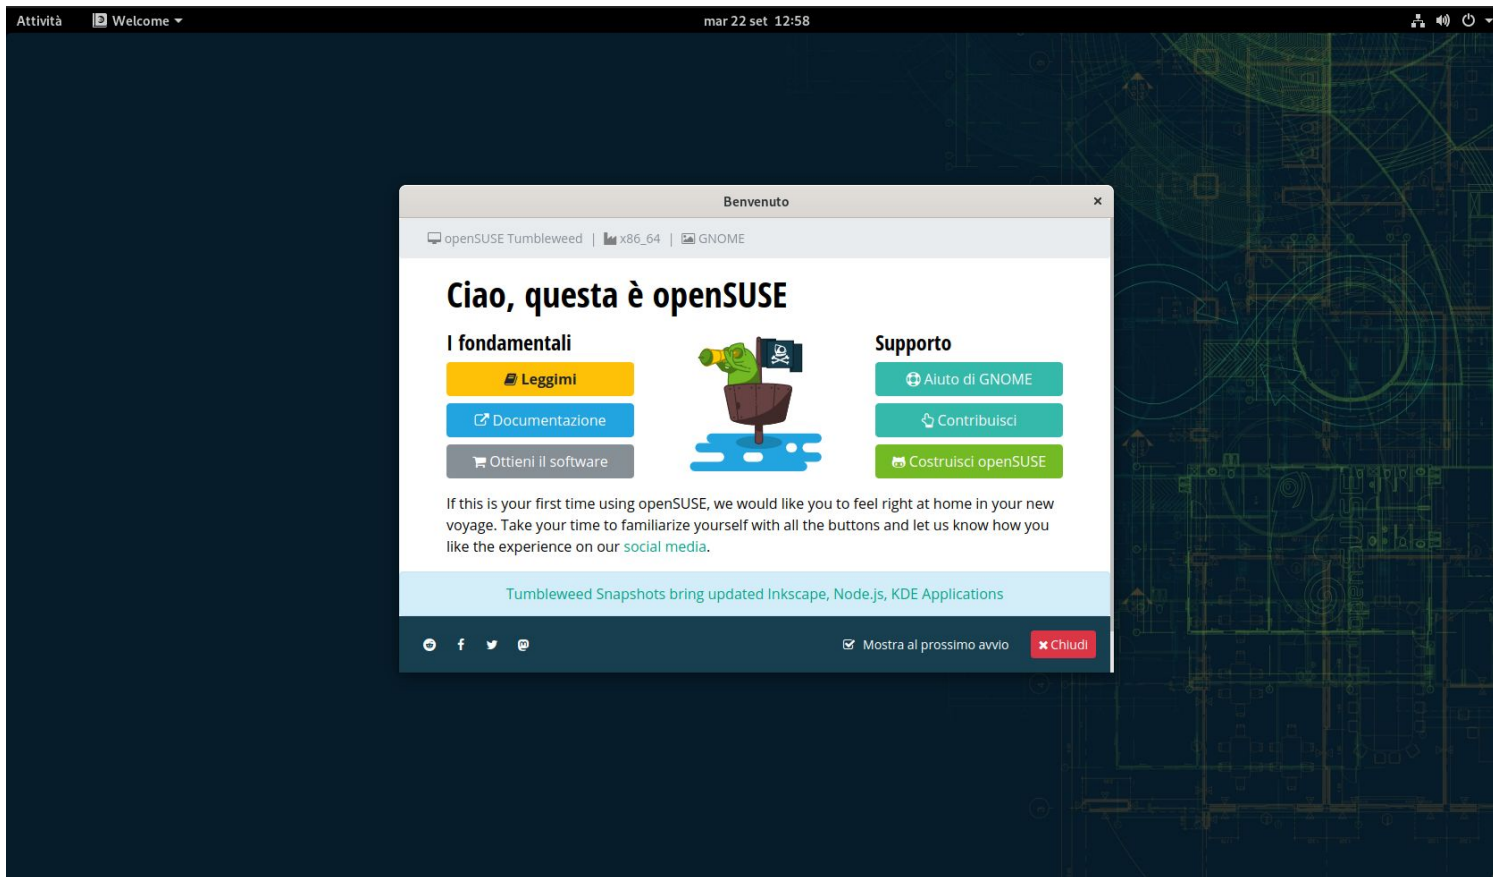 Attività Welcome mar 22 set 12:58
Benvenuto
openSUSE Tumbleweed | x86_64 | GNOME
Ciao, questa è openSUSE
I fondamentali
Leggimi
Documentazione
Ottieni il software
Supporto
Aiuto di GNOME
Contribuisci
Costruisci openSUSE
If this is your first time using openSUSE, we would like you to feel right at home in your new
voyage. Take your time to familiarize yourself with all the buttons and let us know how you
like the experience on our social media.
Tumbleweed Snapshots bring updated Inkscape, Node.js, KDE Applications
Mostra al prossimo avvio Chiudi